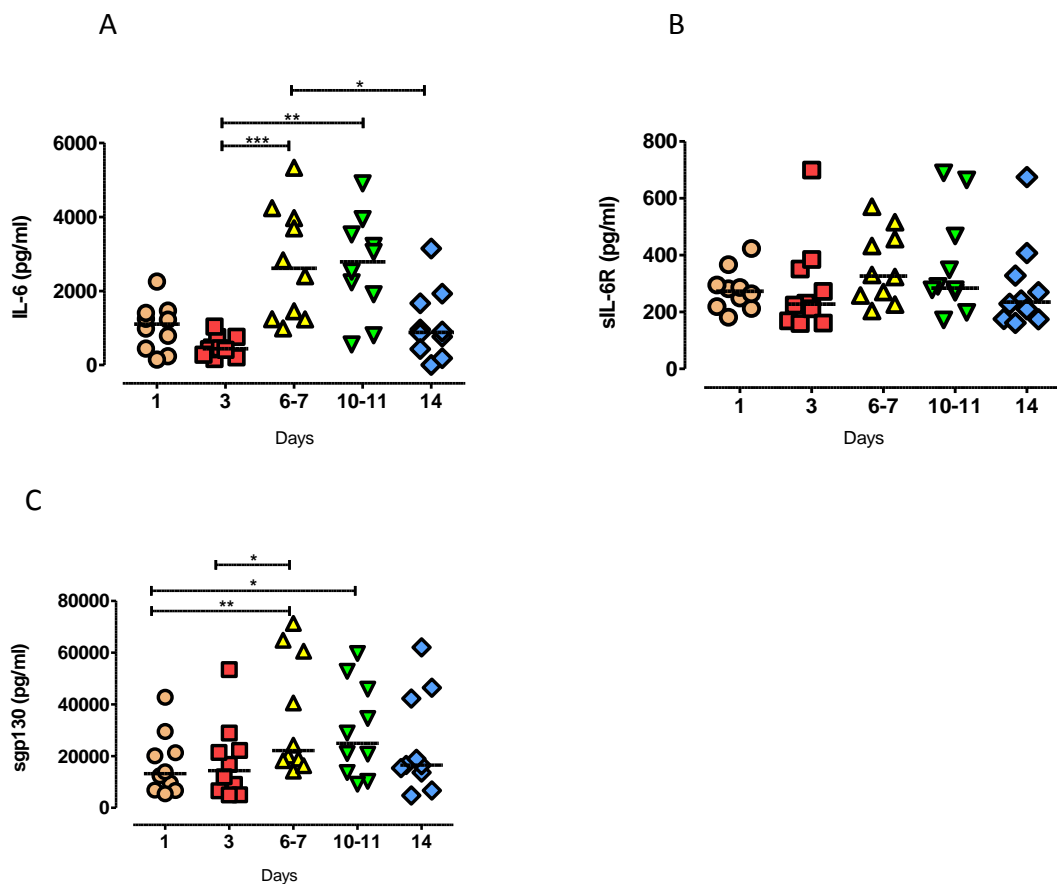 A
*
**
***
6000
4000
2000
0
IL-6 (pg/ml)
1 3 6-7 10-11 14
Days
B
800
600
400
200
0
sIL-6R (pg/ml)
1 3 6-7 10-11 14
Days
C
*
*
**
80000
60000
40000
20000
0
sgp130 (pg/ml)
1 3 6-7 10-11 14
Days